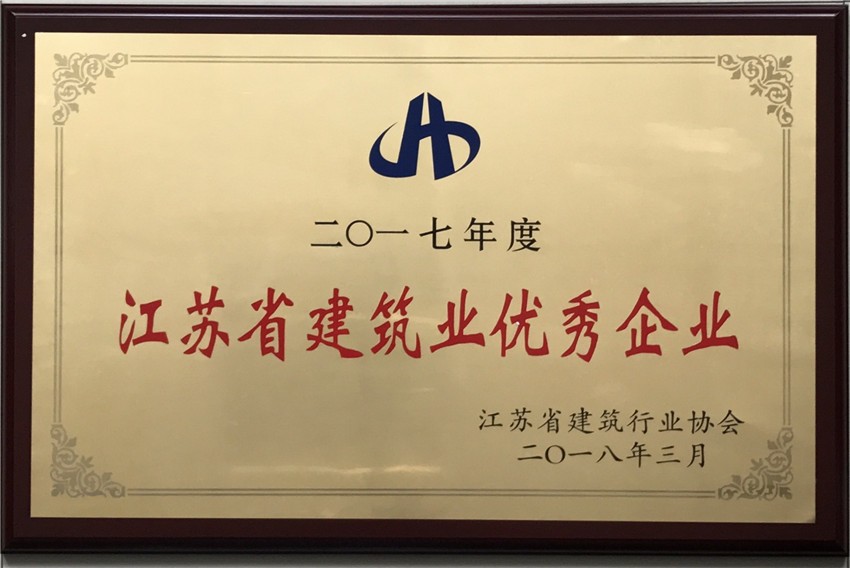 二〇一七年度
江苏省建筑业优秀企业
江苏省建筑行业协会
二〇一八年三月